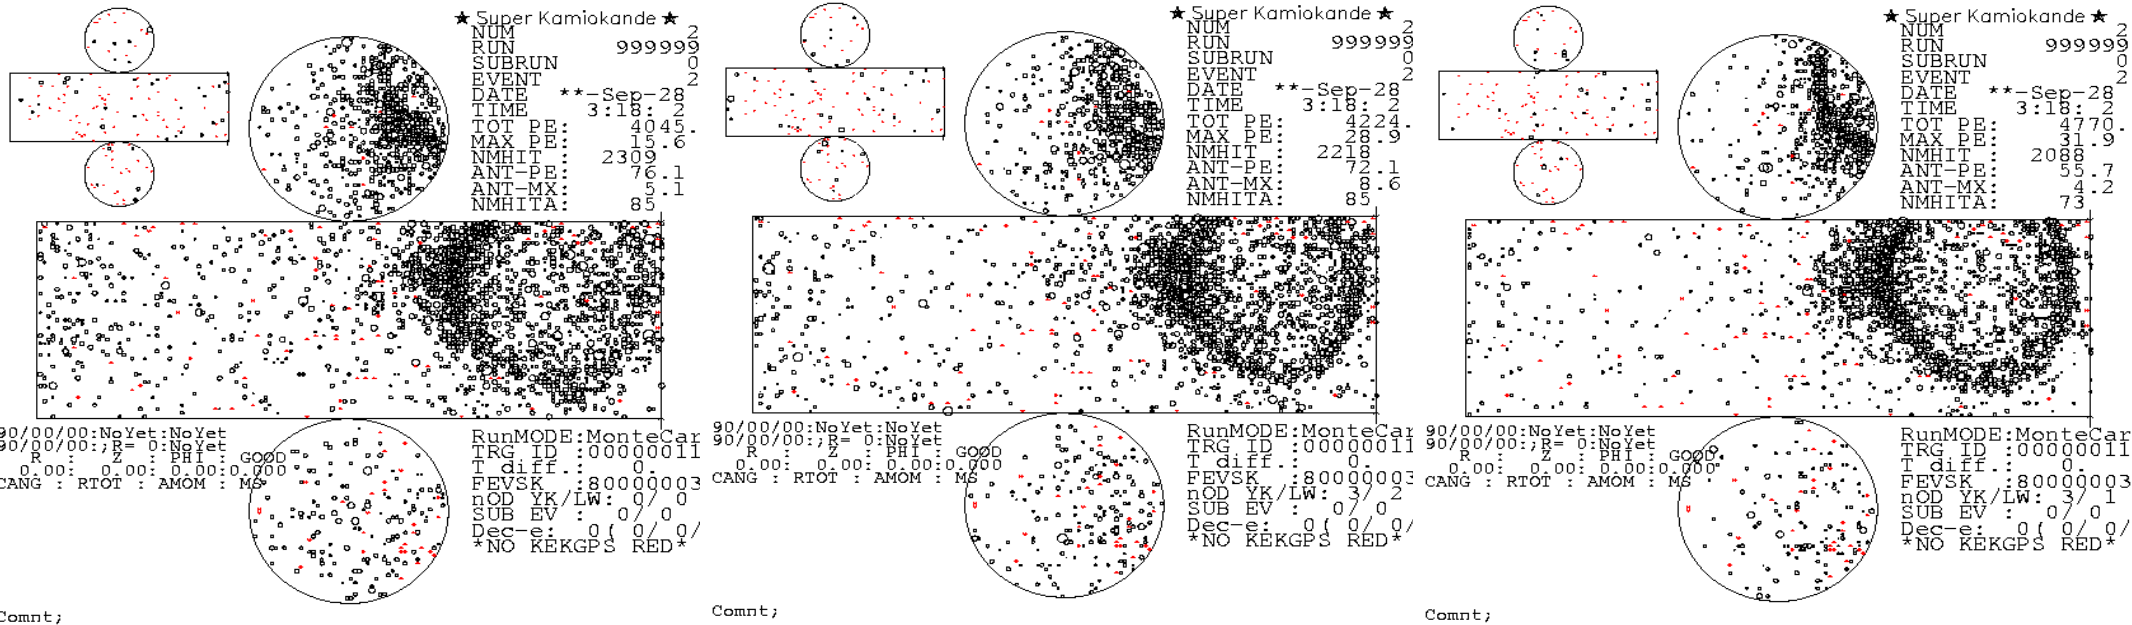 ★ Super Kamiokande ★
NUM 2
RUN 999999
SUBRUN 0
EVENT 2
DATE **-Sep-28
TIME 3:18: 2
TOT PE: 4045.
MAX PE: 15.6
NMHIT : 2309
ANT-PE: 76.1
ANT-MX: 5.1
NMHITA: 85
90/00/00:NoYet:NoYet
90/00/00:;R= 0:NoYet
R : Z : PHI : GOOD
0.00: 0.00: 0.00:0.000
CANG : RTOT : AMOM : MS
RunMODE:MonteCar
TRG ID :00000011
T diff.: 0.
FEVSK :80000003
nOD YK/LW: 0/ 0
SUB EV : 0/ 0
Dec-e: 0( 0/ 0/
*NO KEKGPS RED*
Comnt;
★ Super Kamiokande ★
NUM 2
RUN 999999
SUBRUN 0
EVENT 2
DATE **-Sep-28
TIME 3:18: 2
TOT PE: 4224.
MAX PE: 28.9
NMHIT : 2218
ANT-PE: 72.1
ANT-MX: 8.6
NMHITA: 85
90/00/00:NoYet:NoYet
90/00/00:;R= 0:NoYet
R : Z : PHI : GOOD
0.00: 0.00: 0.00:0.000
CANG : RTOT : AMOM : MS
RunMODE:MonteCar
TRG ID :00000011
T diff.: 0.
FEVSK :80000003
nOD YK/LW: 3/ 2
SUB EV : 0/ 0
Dec-e: 0( 0/ 0/
*NO KEKGPS RED*
Comnt;
★ Super Kamiokande ★
NUM 2
RUN 999999
SUBRUN 0
EVENT 2
DATE **-Sep-28
TIME 3:18: 2
TOT PE: 4770.
MAX PE: 31.9
NMHIT : 2088
ANT-PE: 55.7
ANT-MX: 4.2
NMHITA: 73
90/00/00:NoYet:NoYet
90/00/00:;R= 0:NoYet
R : Z : PHI : GOOD
0.00: 0.00: 0.00:0.000
CANG : RTOT : AMOM : MS
RunMODE:MonteCar
TRG ID :00000011
T diff.: 0.
FEVSK :80000003
nOD YK/LW: 3/ 1
SUB EV : 0/ 0
Dec-e: 0( 0/ 0/
*NO KEKGPS RED*
Comnt;